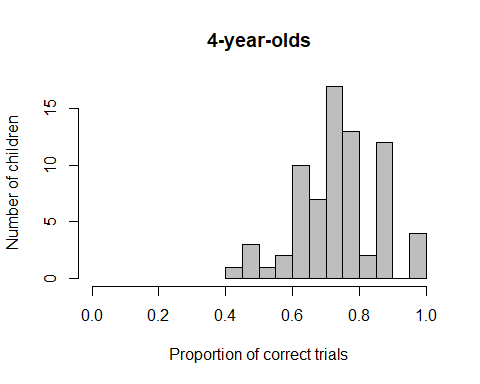 4-year-olds
Number of children
15
10
5
0
0.0 0.2 0.4 0.6 0.8 1.0
Proportion of correct trials